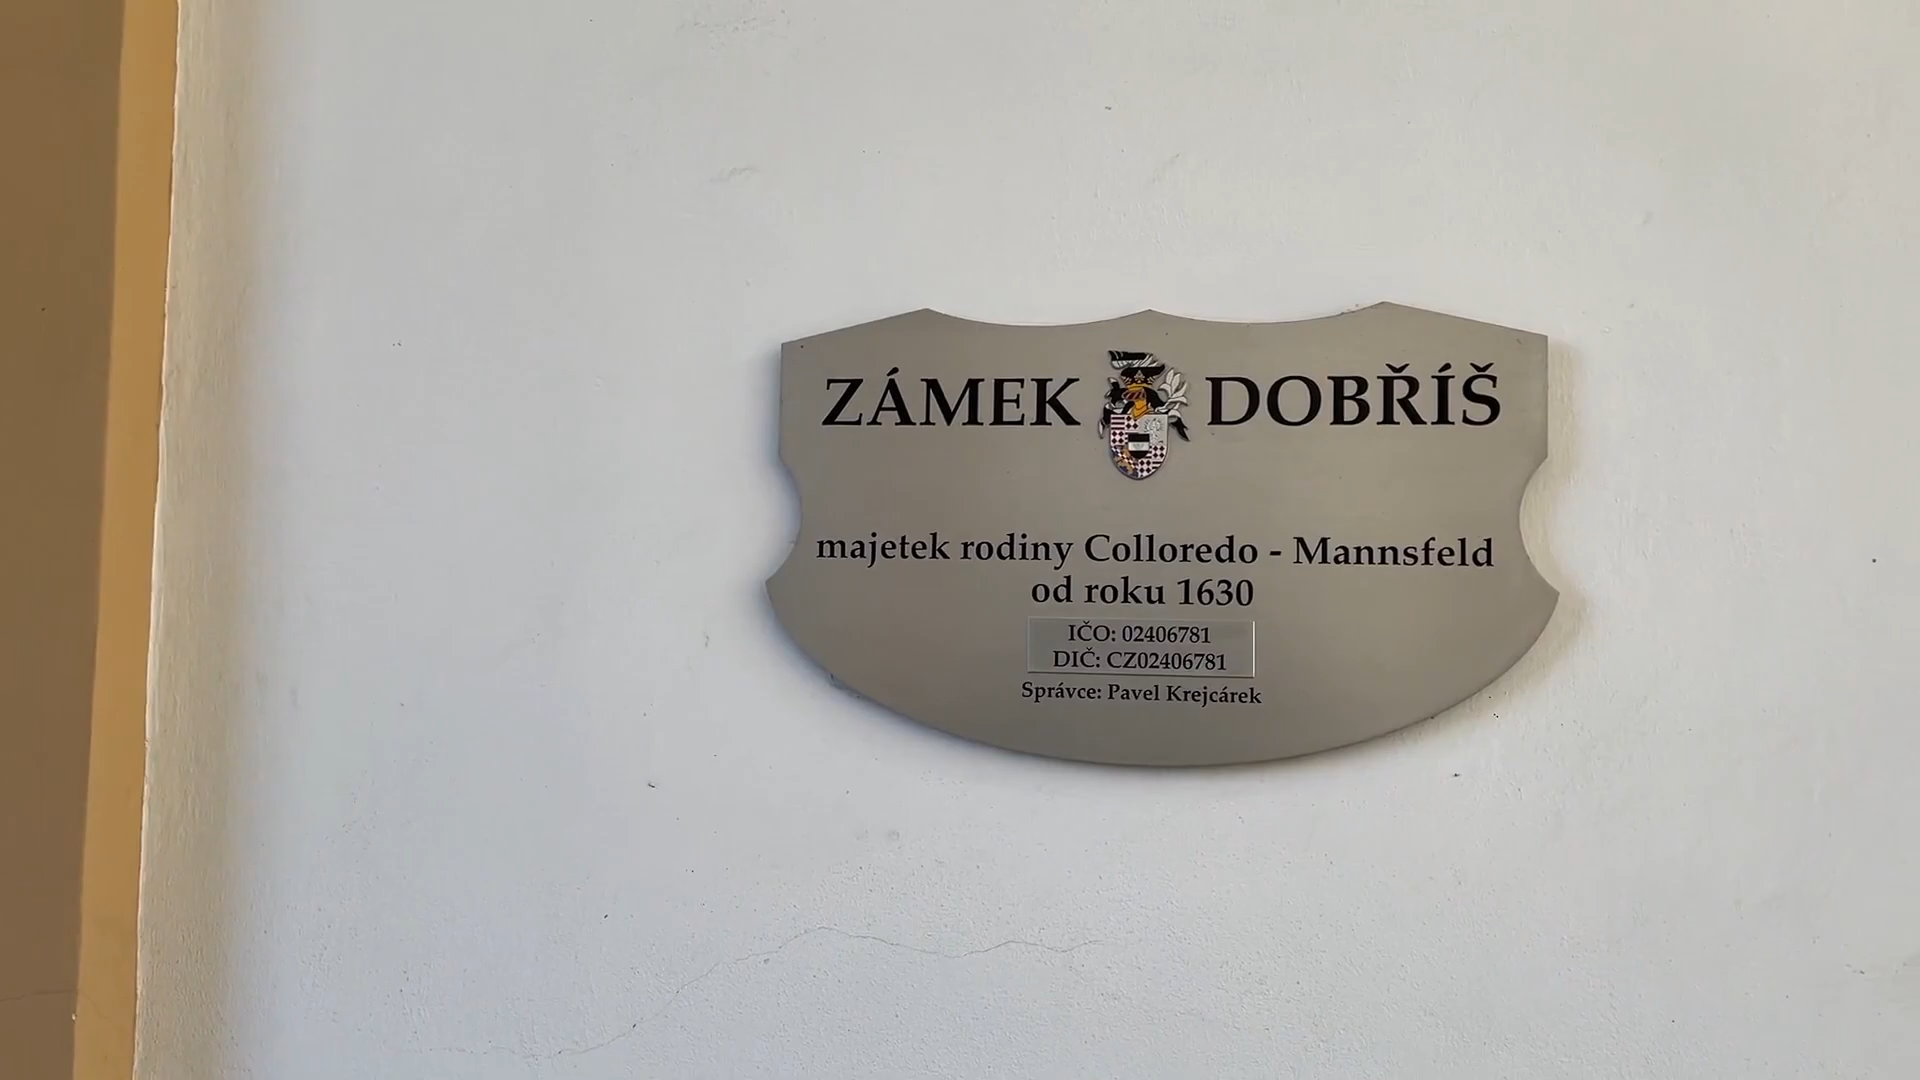 ZÁMEK DOBŘÍŠ
majetek rodiny Colloredo - Mannsfeld
od roku 1630
IČO: 02406781
DIČ: CZ02406781
Správce: Pavel Krejcárek